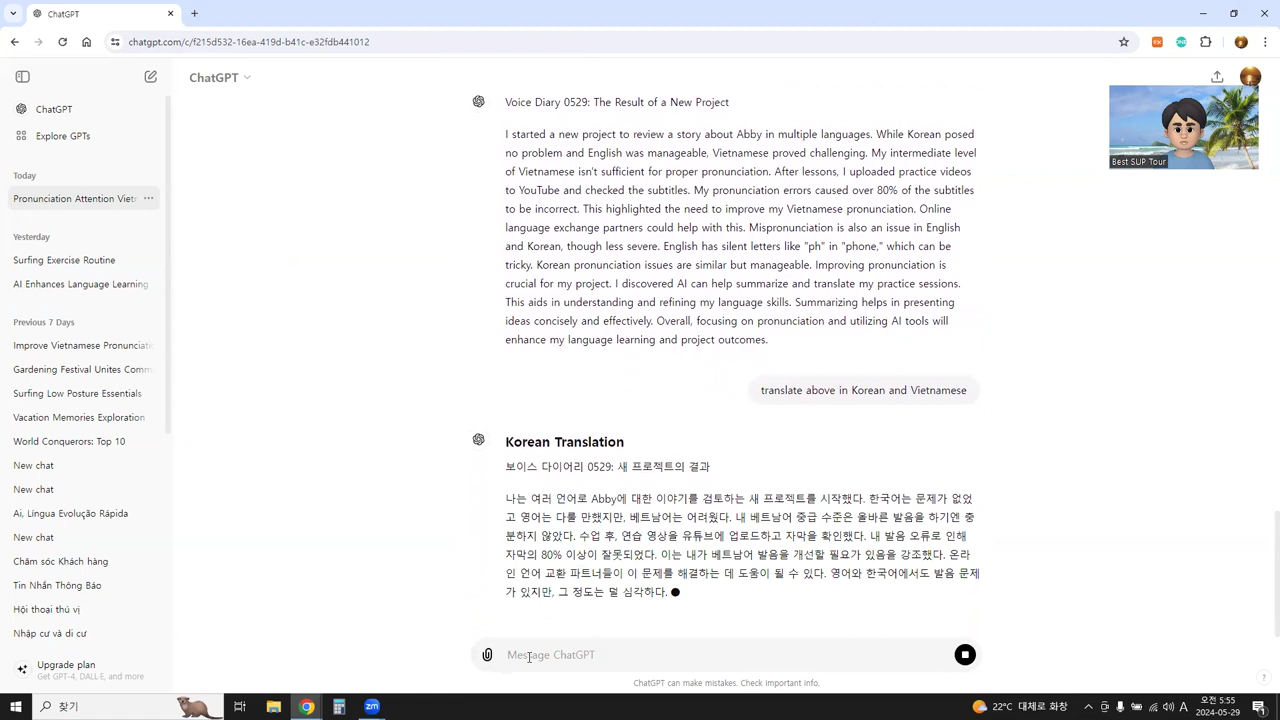 ChatGPT
chatgpt.com/c/f215d532-16ea-419d-b41c-e32fdb441012
ChatGPT
ChatGPT
Explore GPTs
Today
Pronunciation Attention Viet
Yesterday
Surfing Exercise Routine
AI Enhances Language Learning
Previous 7 Days
Improve Vietnamese Pronunciati
Gardening Festival Unites Comm
Surfing Low Posture Essentials
Vacation Memories Exploration
World Conquerors: Top 10
New chat
New chat
Ai, Língua Evolução Rápida
New chat
Chăm sóc Khách hàng
Tin Nhắn Thông Báo
Hội thoại thú vị
Nhập cư và di cư
Upgrade plan
Get GPT-4, DALL·E, and more
Voice Diary 0529: The Result of a New Project
I started a new project to review a story about Abby in multiple languages. While Korean posed
no problem and English was manageable, Vietnamese proved challenging. My intermediate level
of Vietnamese isn't sufficient for proper pronunciation. After lessons, I uploaded practice videos
to YouTube and checked the subtitles. My pronunciation errors caused over 80% of the subtitles
to be incorrect. This highlighted the need to improve my Vietnamese pronunciation. Online
language exchange partners could help with this. Mispronunciation is also an issue in English
and Korean, though less severe. English has silent letters like "ph" in "phone," which can be
tricky. Korean pronunciation issues are similar but manageable. Improving pronunciation is
crucial for my project. I discovered AI can help summarize and translate my practice sessions.
This aids in understanding and refining my language skills. Summarizing helps in presenting
ideas concisely and effectively. Overall, focusing on pronunciation and utilizing AI tools will
enhance my language learning and project outcomes.
translate above in Korean and Vietnamese
Korean Translation
보이스 다이어리 0529: 새 프로젝트의 결과
나는 여러 언어로 Abby에 대한 이야기를 검토하는 새 프로젝트를 시작했다. 한국어는 문제가 없었
고 영어는 다룰 만했지만, 베트남어는 어려웠다. 내 베트남어 중급 수준은 올바른 발음을 하기엔 충
분하지 않았다. 수업 후, 연습 영상을 유튜브에 업로드하고 자막을 확인했다. 내 발음 오류로 인해
자막의 80% 이상이 잘못되었다. 이는 내가 베트남어 발음을 개선할 필요가 있음을 강조했다. 온라
인 언어 교환 파트너들이 이 문제를 해결하는 데 도움이 될 수 있다. 영어와 한국어에서도 발음 문제
가 있지만, 그 정도는 덜 심각하다.
Message ChatGPT
ChatGPT can make mistakes. Check important info.
Best SUP Tour
찾기
22°C 대체로 화창
A
오전 5:55
2024-05-29